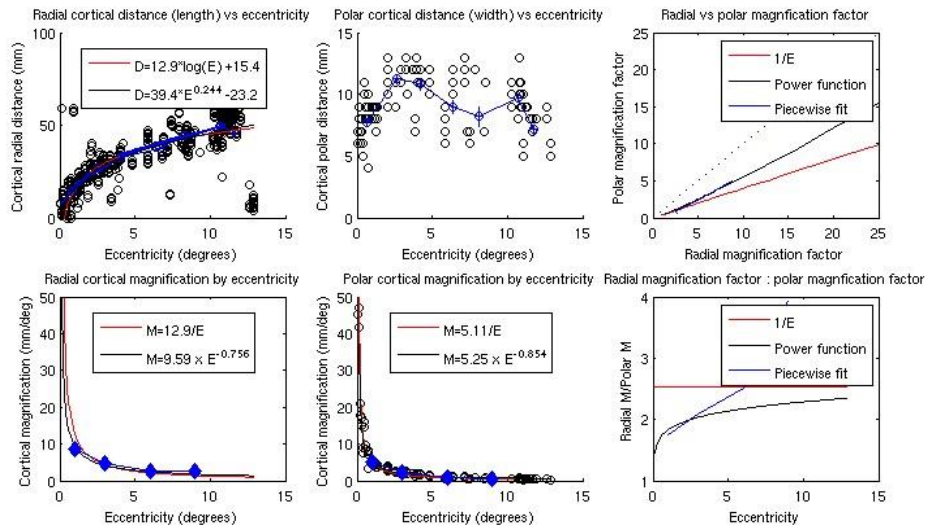 Radial cortical distance (length) vs eccentricity
100
50
0
0 5 10 15
Cortical radial distance (mm)
Eccentricity (degrees)
D=12.9*log(E) +15.4
D=39.4*E^0.244 -23.2
Polar cortical distance (width) vs eccentricity
15
10
5
0
0 5 10 15
Cortical polar distance (mm)
Eccentricity (degrees)
Radial vs polar magnfication factor
25
20
15
10
5
0
0 5 10 15 20 25
Polar magnification factor
Radial magnification factor
1/E
Power function
Piecewise fit
Radial cortical magnification by eccentricity
50
40
30
20
10
0
0 5 10 15
Cortical magnification (mm/deg)
Eccentricity (degrees)
M=12.9/E
M=9.59 x E^-0.756
Polar cortical magnification by eccentricity
50
40
30
20
10
0
0 5 10 15
Cortical magnification (mm/deg)
Eccentricity (degrees)
M=5.11/E
M=5.25 x E^-0.854
Radial magnification factor : polar magnfication factor
4
3
2
1
0 5 10 15
Radial M/Polar M
Eccentricity
1/E
Power function
Piecewise fit